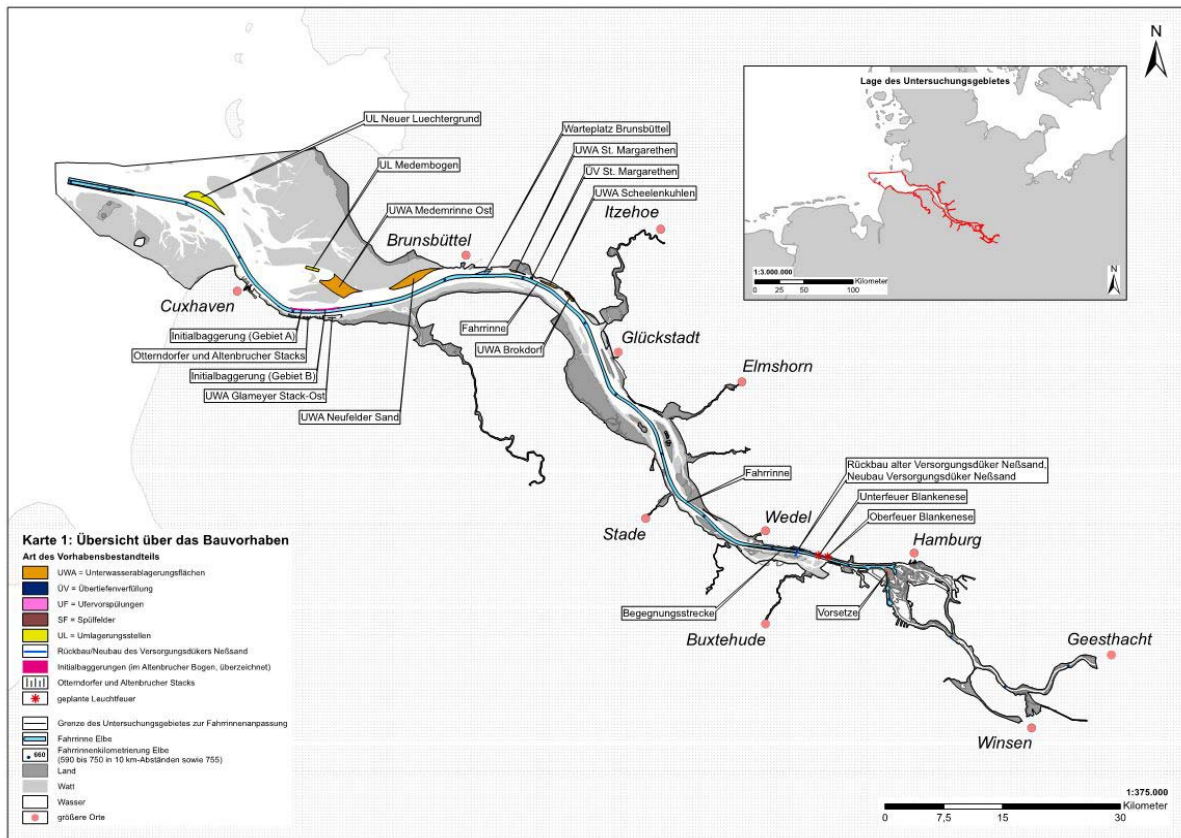 N
Lage des Untersuchungsgebietes
1:3.000.000
0 25 50 100
Kilometer
N
UL Neuer Luechtergrund
UL Medembogen
UWA Medemrinne Ost
Warteplatz Brunsbüttel
UWA St. Margarethen
ÜV St. Margarethen
UWA Scheelenkuhlen
Itzehoe
Brunsbüttel
Cuxhaven
Initialbaggerung (Gebiet A)
Otterndorfer und Altenbrucher Stacks
Initialbaggerung (Gebiet B)
UWA Glameyer Stack-Ost
UWA Neufelder Sand
Fahrrinne
UWA Brokdorf
Glückstadt
Elmshorn
Fahrrinne
Rückbau alter Versorgungsdüker Neßsand,
Neubau Versorgungsdüker Neßsand
Unterfeuer Blankenese
Oberfeuer Blankenese
Stade
Wedel
Hamburg
Begegnungsstrecke
Vorsetze
Buxtehude
Geesthacht
Winsen
Karte 1: Übersicht über das Bauvorhaben
Art des Vorhabensbestandteils
UWA = Unterwasserablagerungsflächen
ÜV = Übertiefenverfüllung
UF = Ufervorspülungen
SF = Spülfelder
UL = Umlagerungsstellen
Rückbau/Neubau des Versorgungsdükers Neßsand
Initialbaggerungen (im Altenbrucher Bogen, überzeichnet)
Otterndorfer und Altenbrucher Stacks
geplante Leuchtfeuer
Grenze des Untersuchungsgebietes zur Fahrrinnenanpassung
Fahrrinne Elbe
660 Fahrrinnenkilometrierung Elbe
(590 bis 750 in 10 km-Abständen sowie 755)
Land
Watt
Wasser
größere Orte
1:375.000
Kilometer
0 7,5 15 30